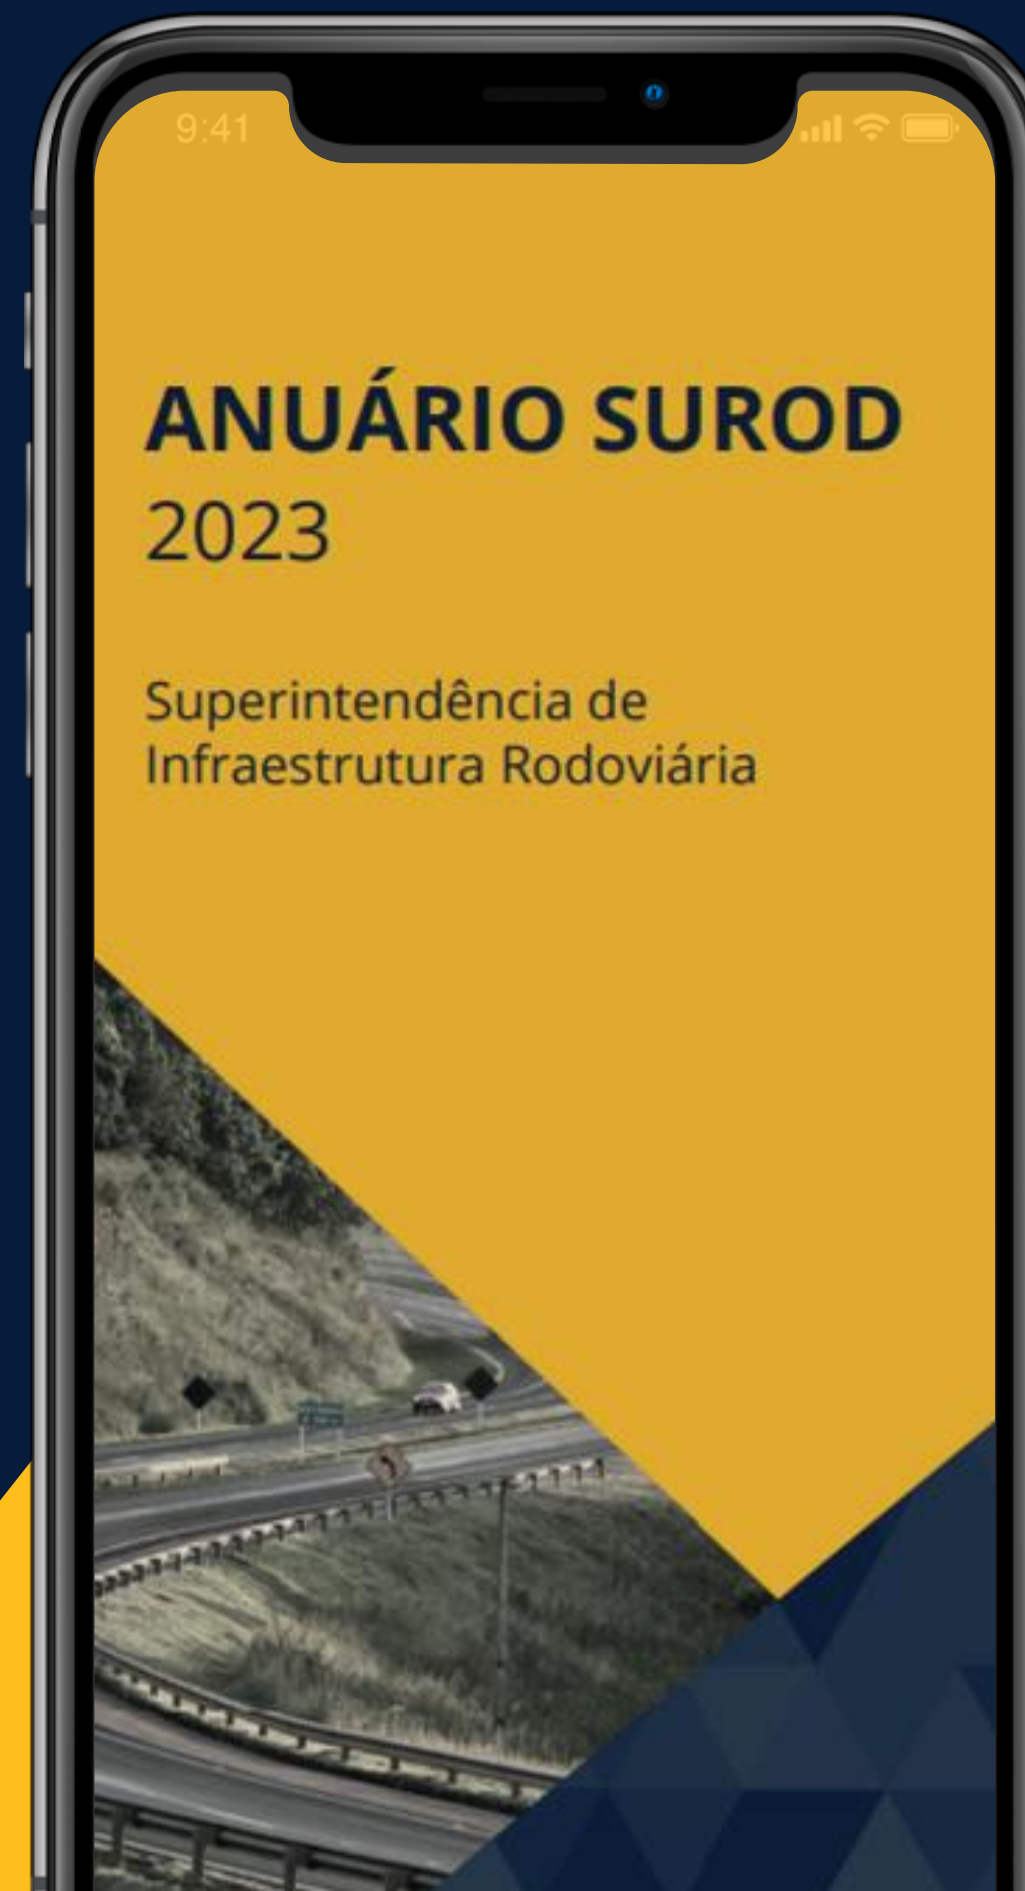 9:41
ANUÁRIO SUROD
2023
Superintendência de
Infraestrutura Rodoviária